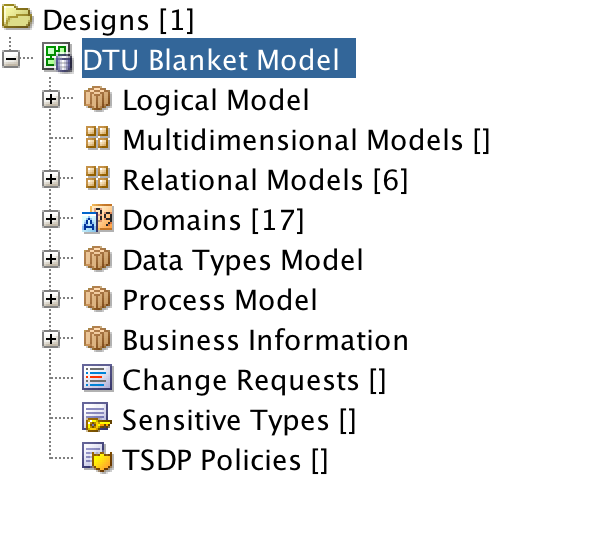 Designs [1]
DTU Blanket Model
Logical Model
Multidimensional Models []
Relational Models [6]
Domains [17]
Data Types Model
Process Model
Business Information
Change Requests []
Sensitive Types []
TSDP Policies []